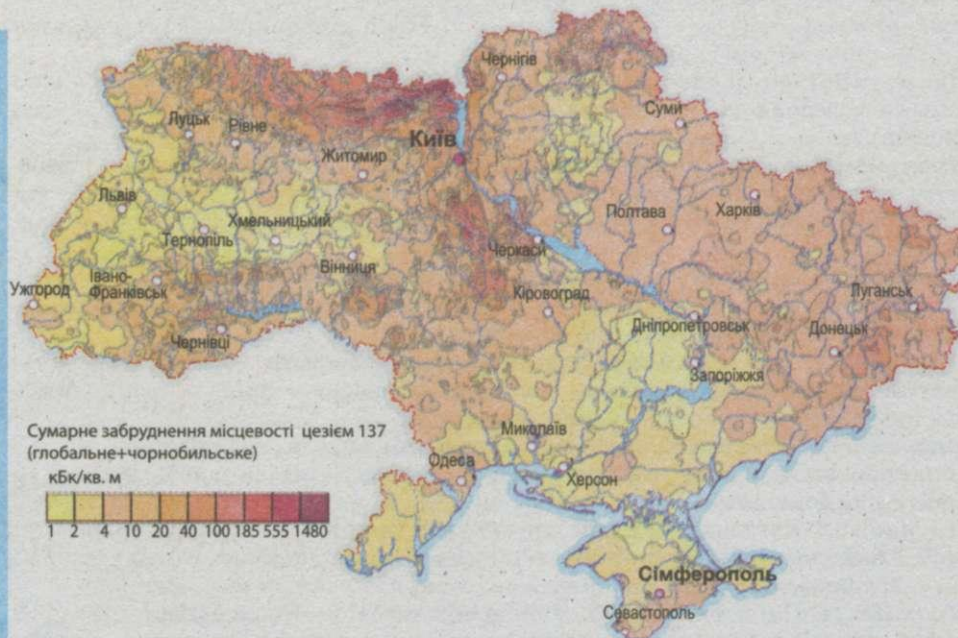 Чернігів
Суми
Луцьк
Рівне
Київ
Житомир
Львів
Полтава
Харків
Хмельницький
Тернопіль
Черкаси
Вінниця
Івано-
Франківськ
Ужгород
Кіровоград
Луганськ
Дніпропетровськ
Донецьк
Чернівці
Запоріжжя
Сумарне забруднення місцевості цезієм 137
(глобальне+чорнобильське)
кБк/кв. м
1 2 4 10 20 40 100 185 555 1480
Миколаїв
Одеса
Херсон
Сімферополь
Севастополь